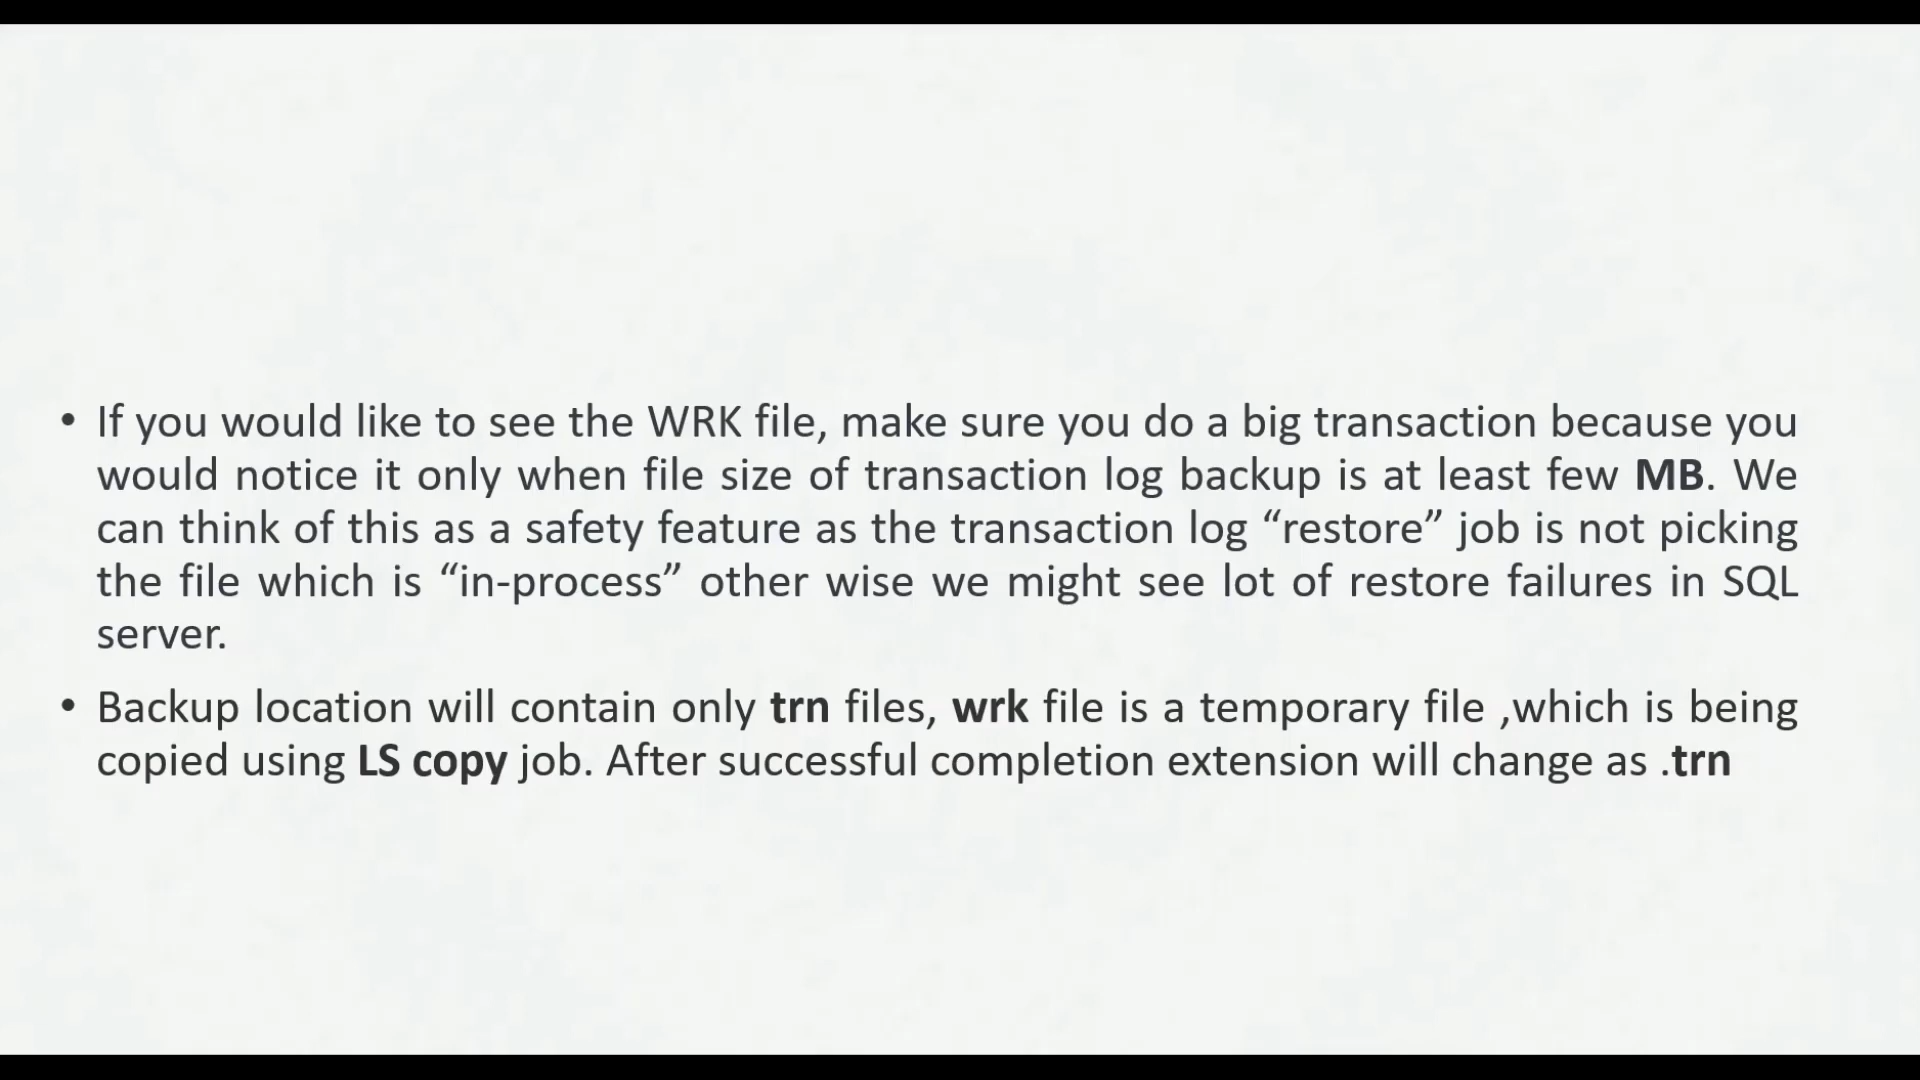 • If you would like to see the WRK file, make sure you do a big transaction because you
would notice it only when file size of transaction log backup is at least few MB. We
can think of this as a safety feature as the transaction log “restore” job is not picking
the file which is “in-process” other wise we might see lot of restore failures in SQL
server.
• Backup location will contain only trn files, wrk file is a temporary file ,which is being
copied using LS copy job. After successful completion extension will change as .trn